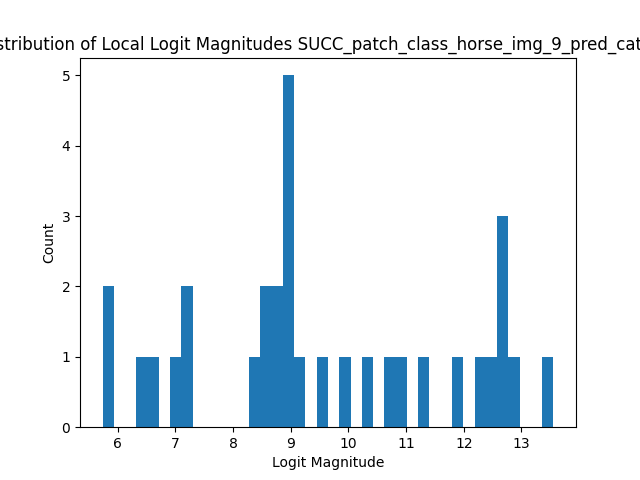 stribution of Local Logit Magnitudes SUCC_patch_class_horse_img_9_pred_cat
5
4
3
2
1
0
Count
6 7 8 9 10 11 12 13
Logit Magnitude